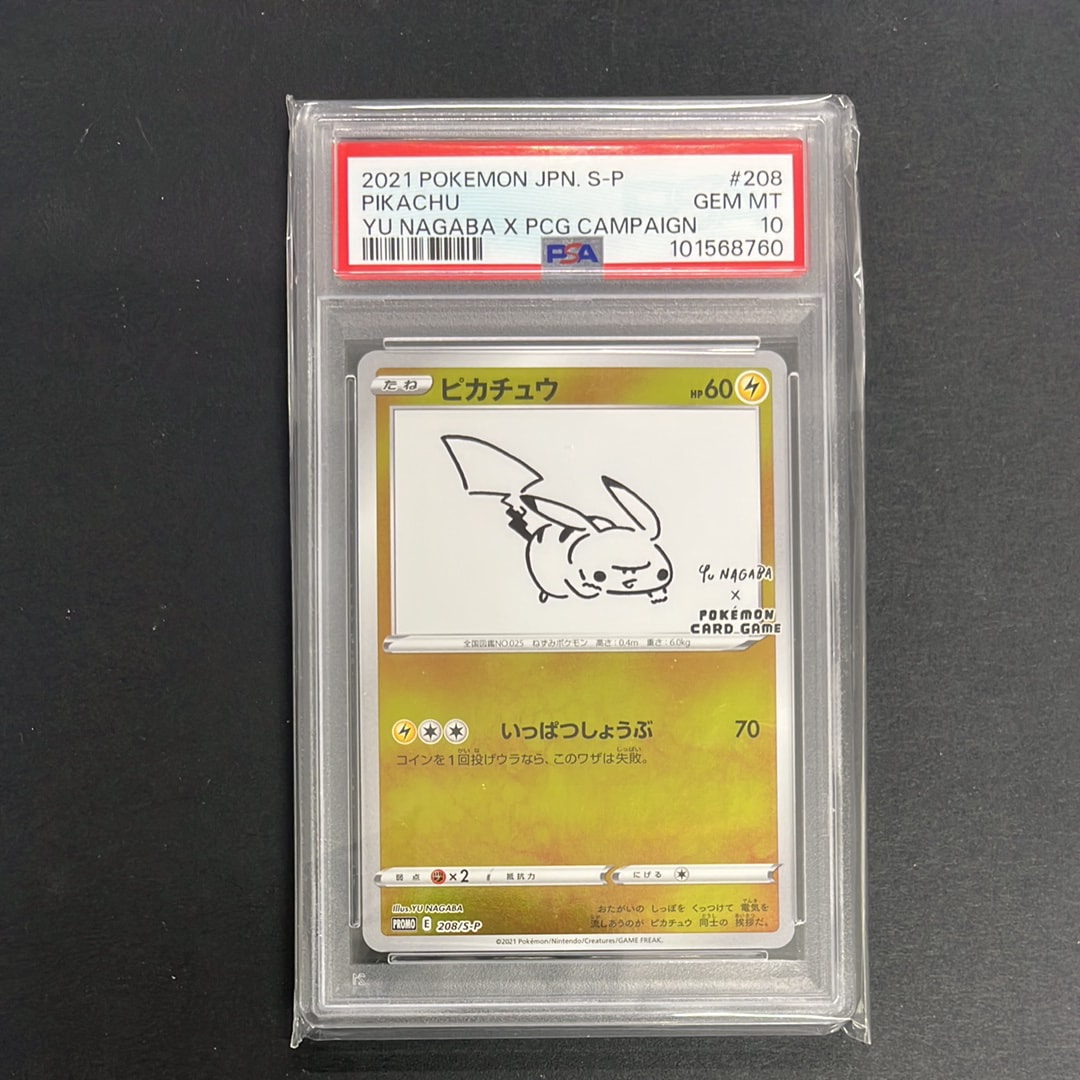 2021 POKEMON JPN. S-P #208
PIKACHU GEM MT
YU NAGABA X PCG CAMPAIGN 10
PSA 101568760
たね ピカチュウ HP60
Yu NAGABA
×
POKÉMON
CARD GAME
全国図鑑NO.025 ねずみポケモン 高さ:0.4m 重さ:6.0kg
いっぱつしょうぶ 70
コインを1回投げウラなら、このワザは失敗。
弱点 ×2 抵抗力 にげる
Illus.YU NAGABA
おたがいの しっぽを くっつけて 電気を
PROMO E 208/S-P
流しあうのが ピカチュウ 同士の 挨拶だ。
©2021 Pokémon/Nintendo/Creatures/GAME FREAK.